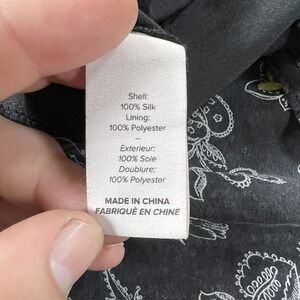 Shell:
100% Silk
Lining:
100% Polyester
--
Exterieur:
100% Soie
Doublure:
100% Polyester
MADE IN CHINA
FABRIQUÉ EN CHINE